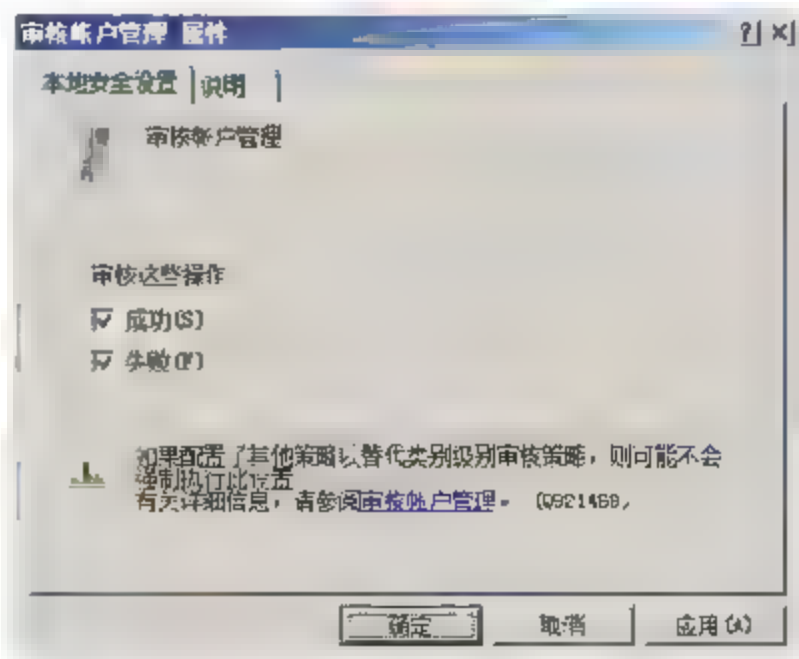 审核帐户管理 属性
本地安全设置 说明
审核帐户管理
审核这些操作
成功(S)
失败(F)
如果配置了其他策略以替代类别级别审核策略，则可能不会
强制执行此设置
有关详细信息，请参阅审核帐户管理。 (Q921468)
确定 取消 应用(A)